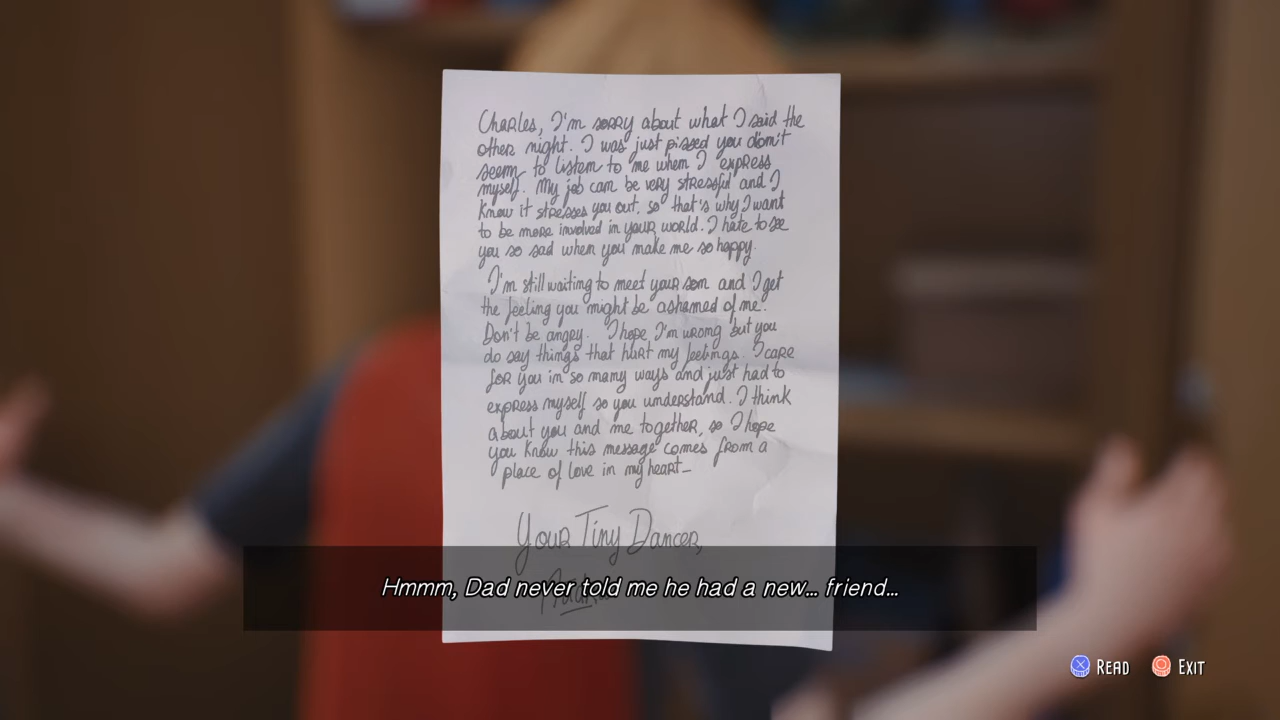 Charles, I'm sorry about what I said the
other night. I was just pissed you don't
seem to listen to me when I express
myself. My job can be very stressful and I
know it stresses you out, so that's why I want
to be more involved in your world. I hate to see
you so sad when you make me so happy.
I'm still waiting to meet your son and I get
the feeling you might be ashamed of me.
Don't be angry. I hope I'm wrong but you
do say things that hurt my feelings. I care
for you in so many ways and just had to
express myself so you understand. I think
about you and me together, so I hope
you know this message comes from a
place of love in my heart—
Your Tiny Dancer,
Hmmm, Dad never told me he had a new... friend...
READ
EXIT